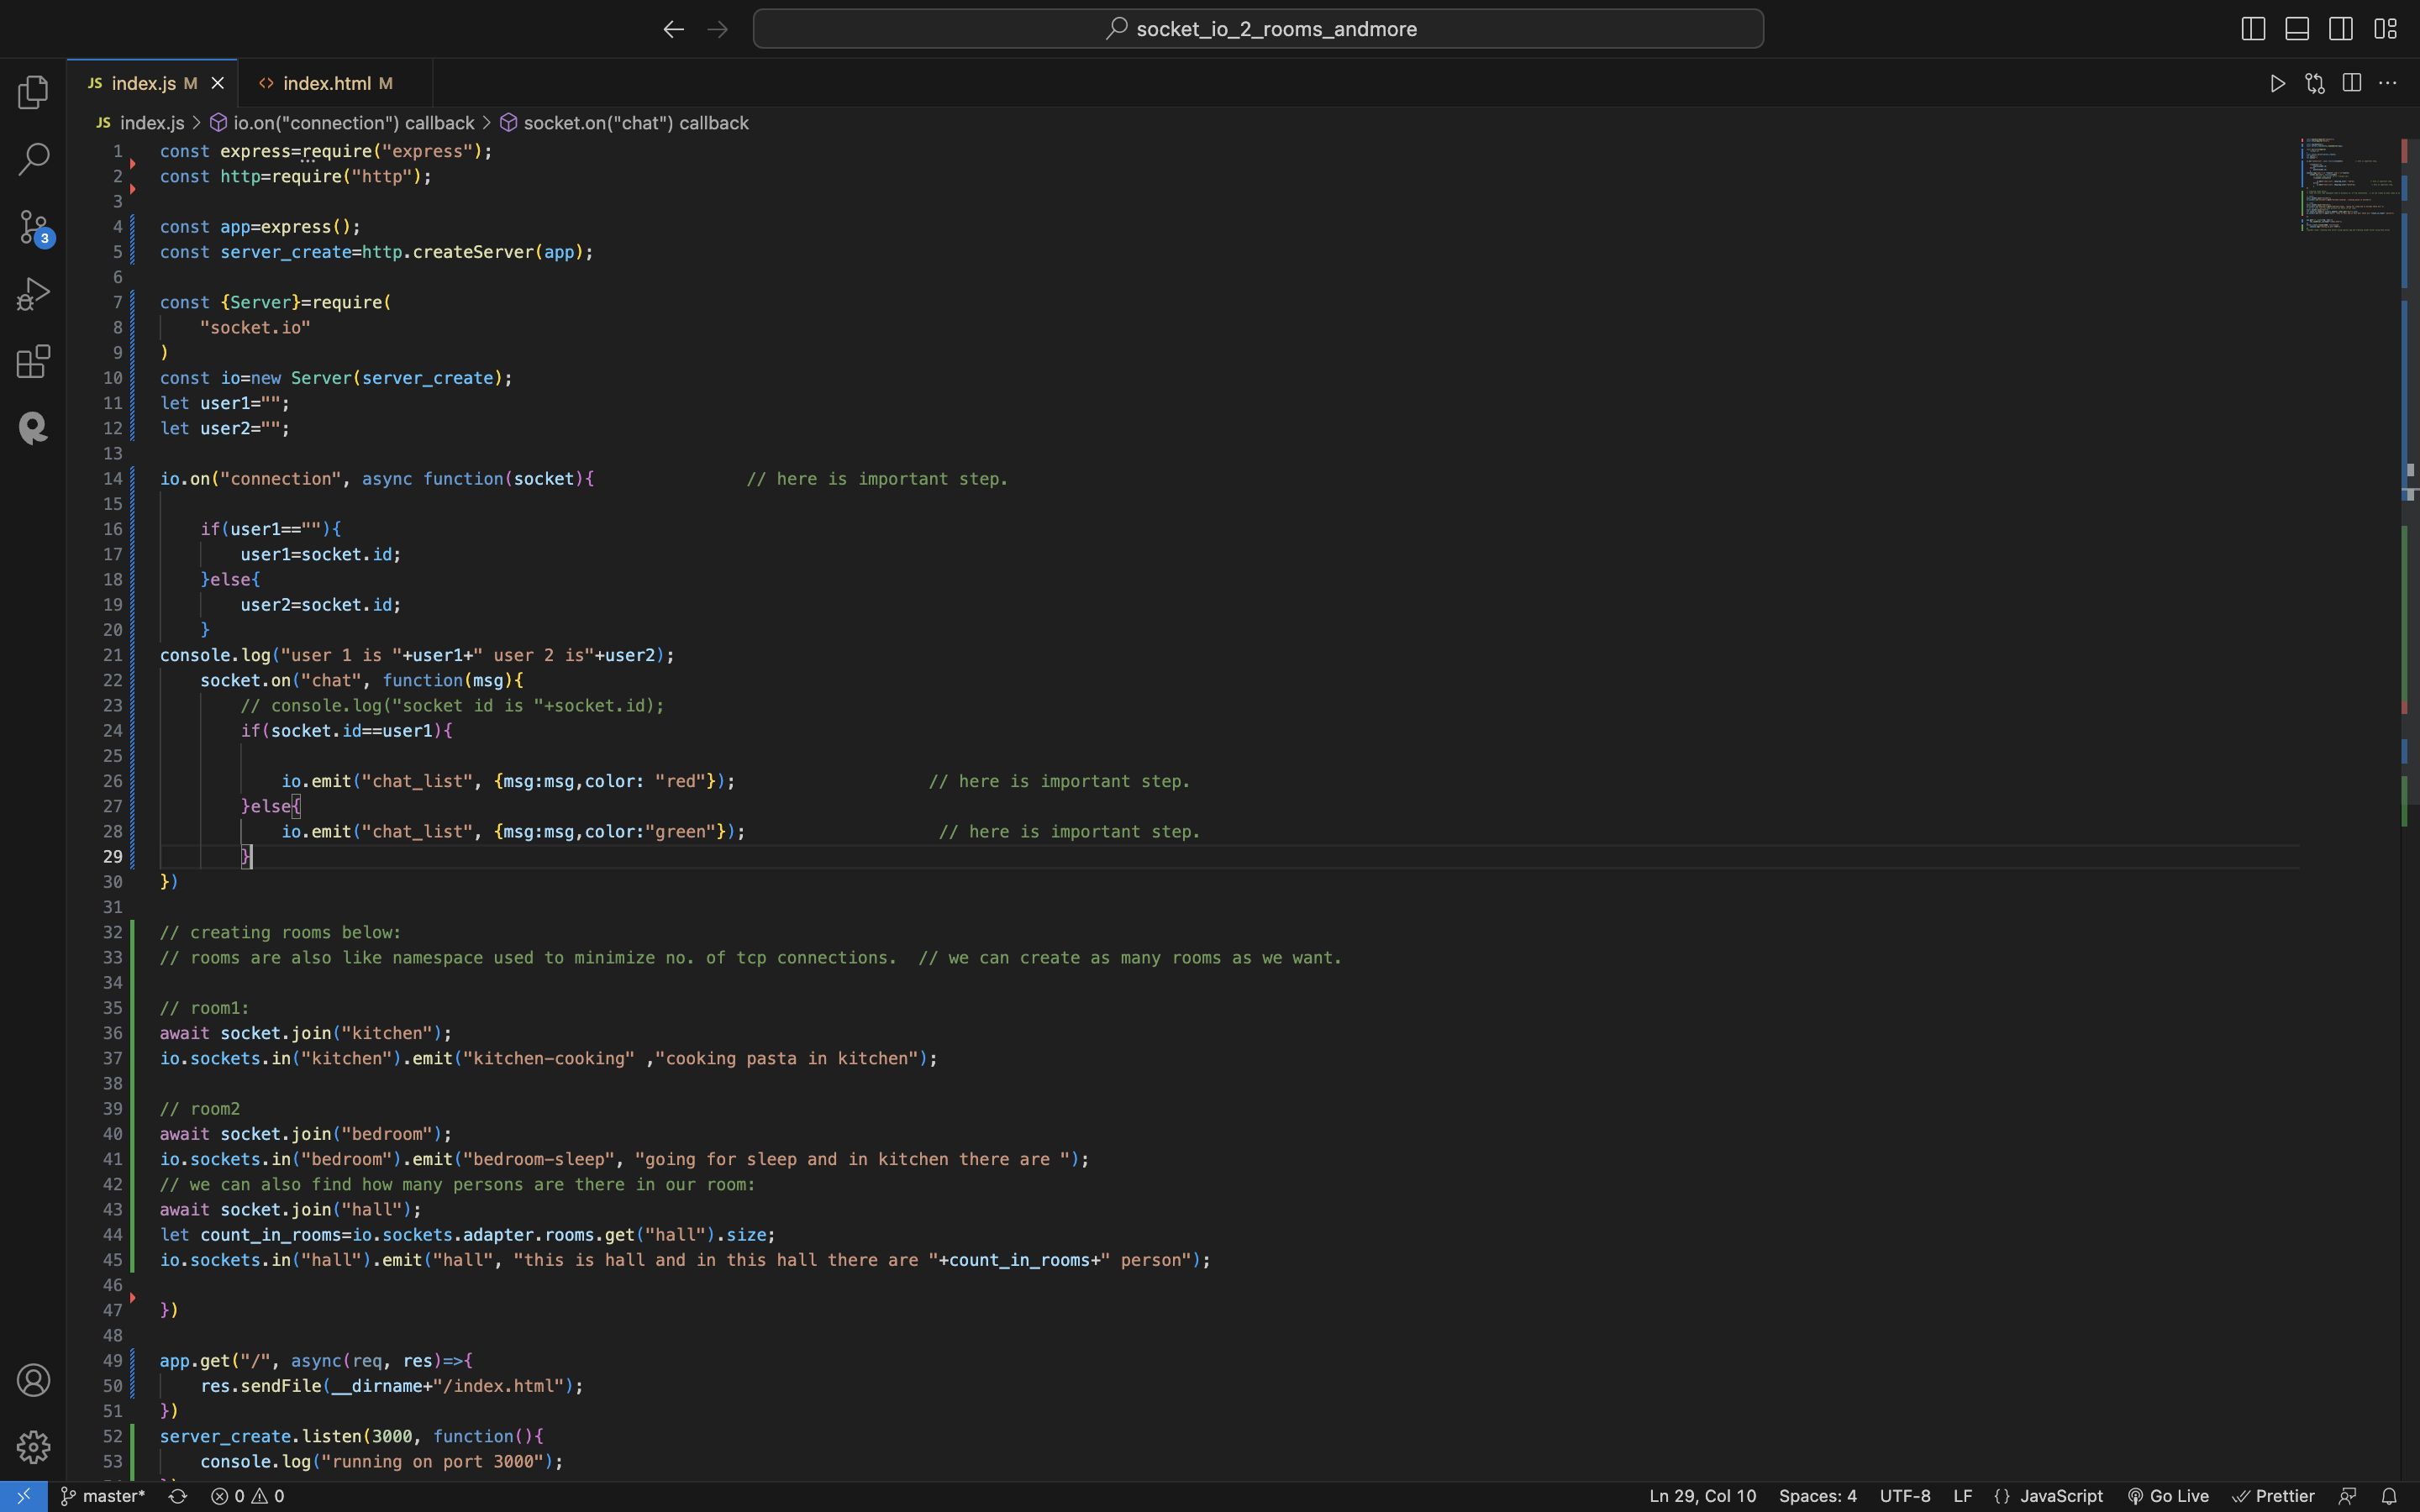 socket_io_2_rooms_andmore
JS index.js M
<> index.html M
JS index.js > io.on("connection") callback > socket.on("chat") callback
1 const express=require("express");
2 const http=require("http");
3
4 const app=express();
5 const server_create=http.createServer(app);
6
7 const {Server}=require(
8     "socket.io"
9 )
10 const io=new Server(server_create);
11 let user1="";
12 let user2="";
13
14 io.on("connection", async function(socket){               // here is important step.
15
16     if(user1==""){
17         user1=socket.id;
18     }else{
19         user2=socket.id;
20     }
21 console.log("user 1 is "+user1+" user 2 is"+user2);
22     socket.on("chat", function(msg){
23         // console.log("socket id is "+socket.id);
24         if(socket.id==user1){
25
26             io.emit("chat_list", {msg:msg,color: "red"});                   // here is important step.
27         }else{
28             io.emit("chat_list", {msg:msg,color:"green"});                   // here is important step.
29         }
30 })
31
32 // creating rooms below:
33 // rooms are also like namespace used to minimize no. of tcp connections.  // we can create as many rooms as we want.
34
35 // room1:
36 await socket.join("kitchen");
37 io.sockets.in("kitchen").emit("kitchen-cooking" ,"cooking pasta in kitchen");
38
39 // room2
40 await socket.join("bedroom");
41 io.sockets.in("bedroom").emit("bedroom-sleep", "going for sleep and in kitchen there are ");
42 // we can also find how many persons are there in our room:
43 await socket.join("hall");
44 let count_in_rooms=io.sockets.adapter.rooms.get("hall").size;
45 io.sockets.in("hall").emit("hall", "this is hall and in this hall there are "+count_in_rooms+" person");
46
47 })
48
49 app.get("/", async(req, res)=>{
50     res.sendFile(__dirname+"/index.html");
51 })
52 server_create.listen(3000, function(){
53     console.log("running on port 3000");
3
master* 0 0 Ln 29, Col 10 Spaces: 4 UTF-8 LF {} JavaScript Go Live Prettier